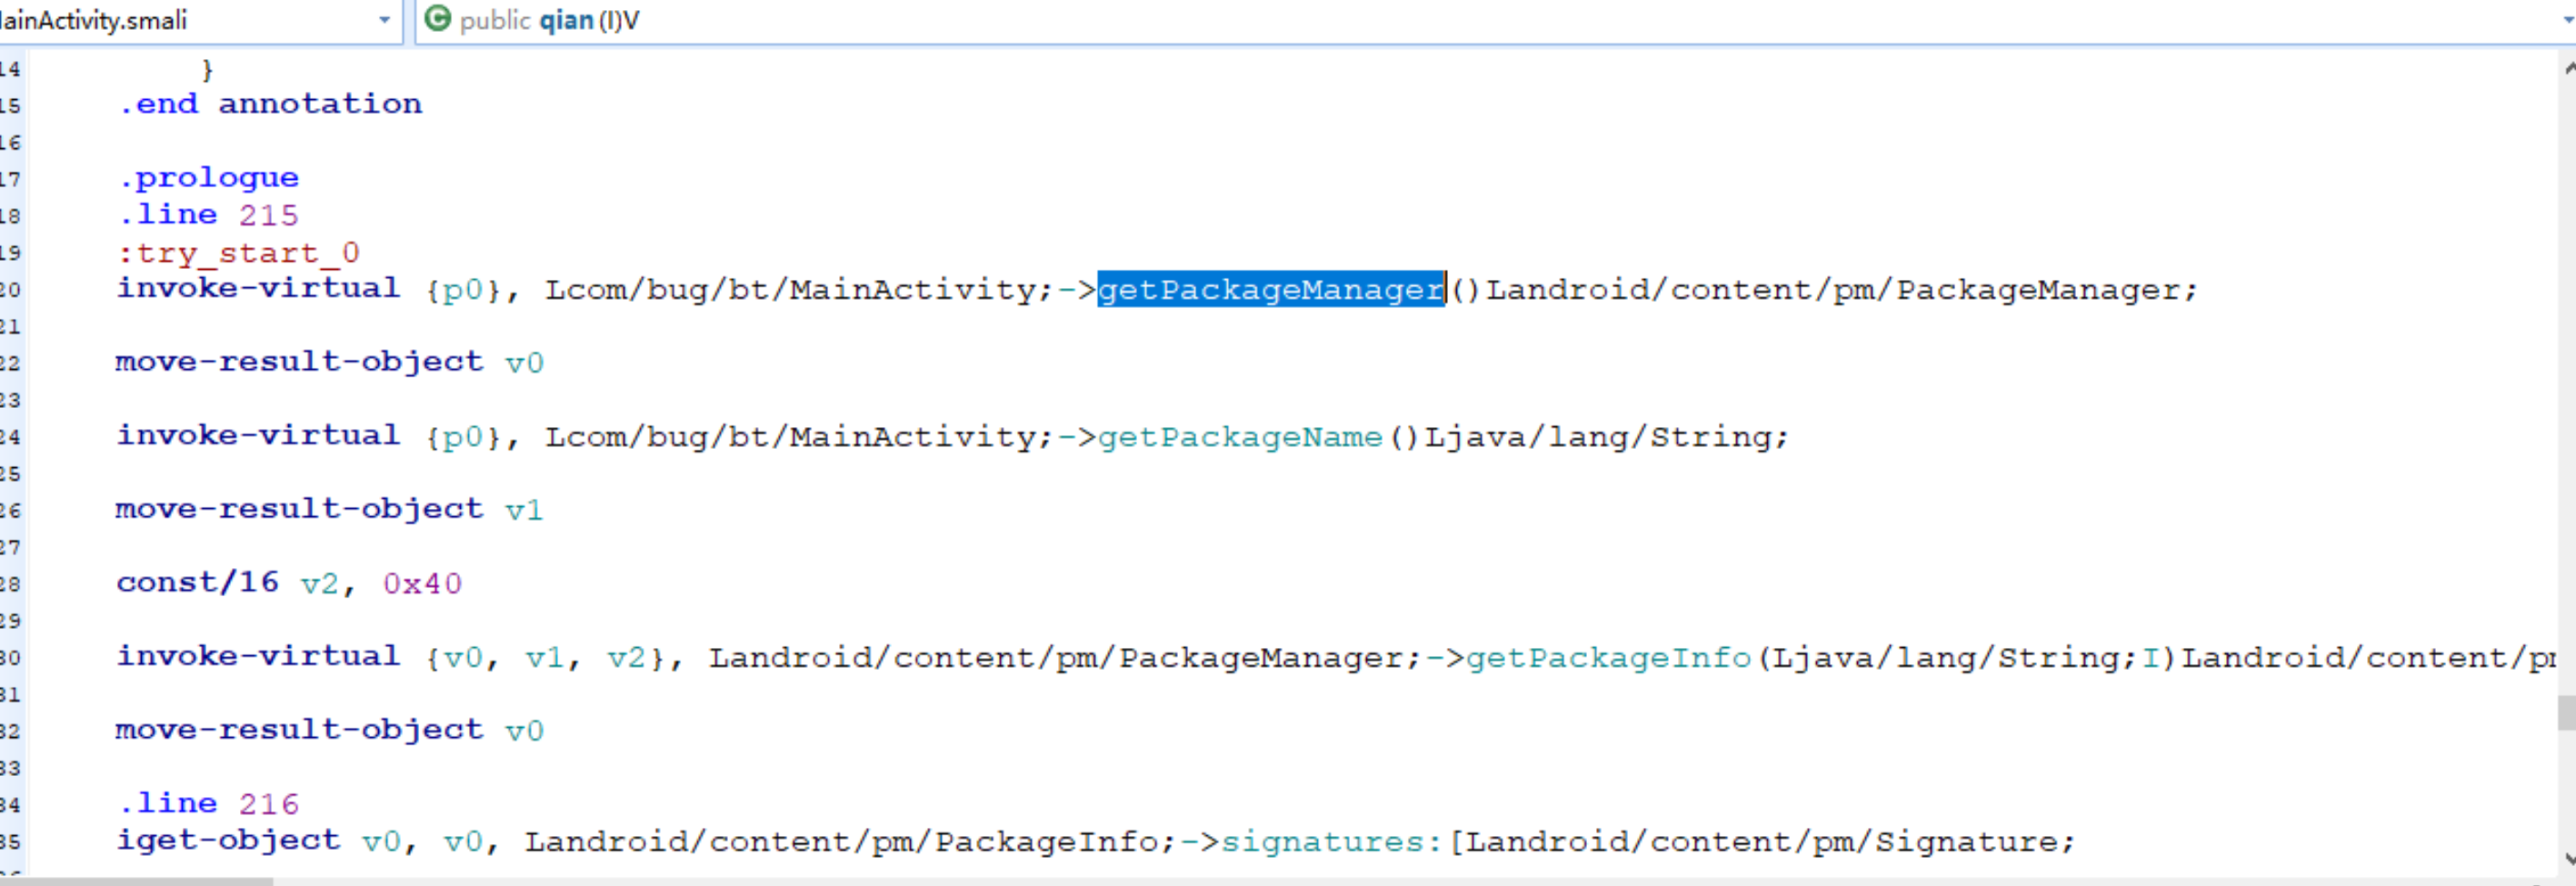 lainActivity.smali
public qian (I)V
14 }
15 .end annotation
16
17 .prologue
18 .line 215
19 :try_start_0
20 invoke-virtual {p0}, Lcom/bug/bt/MainActivity;->getPackageManager()Landroid/content/pm/PackageManager;
21
22 move-result-object v0
23
24 invoke-virtual {p0}, Lcom/bug/bt/MainActivity;->getPackageName()Ljava/lang/String;
25
26 move-result-object v1
27
28 const/16 v2, 0x40
29
30 invoke-virtual {v0, v1, v2}, Landroid/content/pm/PackageManager;->getPackageInfo(Ljava/lang/String;I)Landroid/content/pm
31
32 move-result-object v0
33
34 .line 216
35 iget-object v0, v0, Landroid/content/pm/PackageInfo;->signatures:[Landroid/content/pm/Signature;